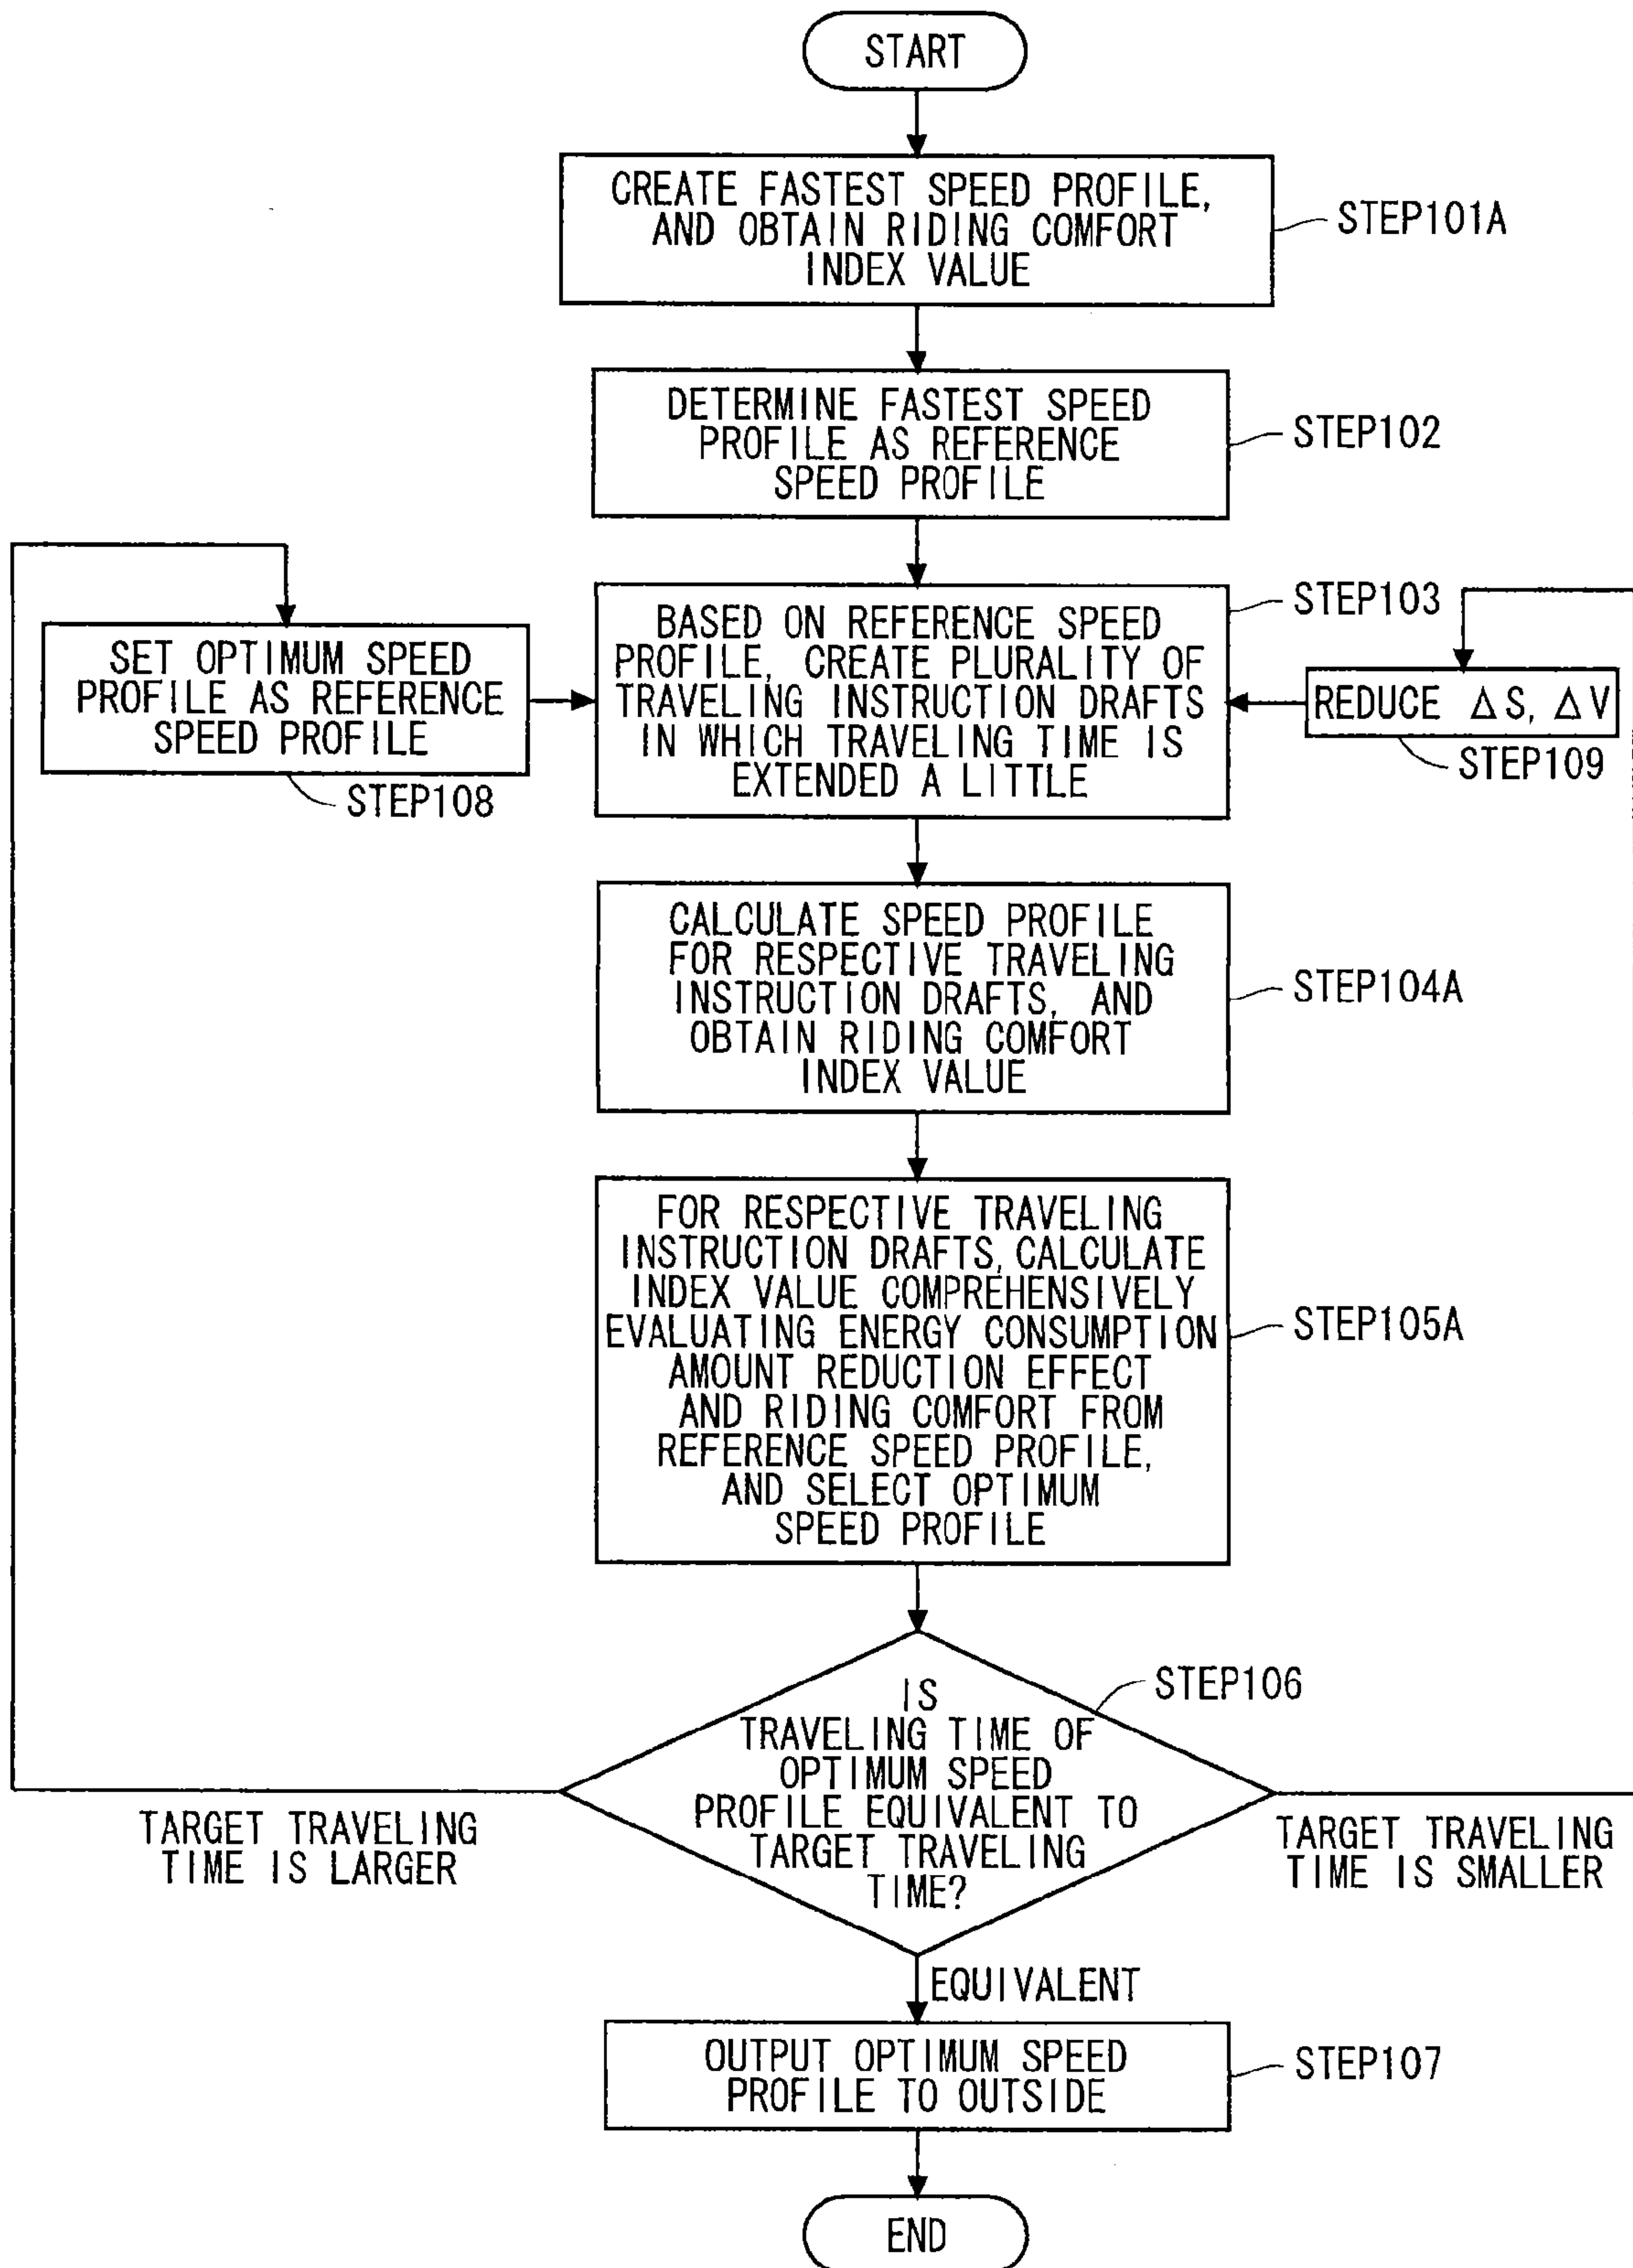 START
CREATE FASTEST SPEED PROFILE,
AND OBTAIN RIDING COMFORT
INDEX VALUE
STEP101A
DETERMINE FASTEST SPEED
PROFILE AS REFERENCE
SPEED PROFILE
STEP102
SET OPTIMUM SPEED
PROFILE AS REFERENCE
SPEED PROFILE
STEP108
BASED ON REFERENCE SPEED
PROFILE, CREATE PLURALITY OF
TRAVELING INSTRUCTION DRAFTS
IN WHICH TRAVELING TIME IS
EXTENDED A LITTLE
STEP103
REDUCE ΔS, ΔV
STEP109
CALCULATE SPEED PROFILE
FOR RESPECTIVE TRAVELING
INSTRUCTION DRAFTS, AND
OBTAIN RIDING COMFORT
INDEX VALUE
STEP104A
FOR RESPECTIVE TRAVELING
INSTRUCTION DRAFTS, CALCULATE
INDEX VALUE COMPREHENSIVELY
EVALUATING ENERGY CONSUMPTION
AMOUNT REDUCTION EFFECT
AND RIDING COMFORT FROM
REFERENCE SPEED PROFILE,
AND SELECT OPTIMUM
SPEED PROFILE
STEP105A
IS
TRAVELING TIME OF
OPTIMUM SPEED
PROFILE EQUIVALENT TO
TARGET TRAVELING
TIME?
STEP106
TARGET TRAVELING
TIME IS LARGER
TARGET TRAVELING
TIME IS SMALLER
EQUIVALENT
OUTPUT OPTIMUM SPEED
PROFILE TO OUTSIDE
STEP107
END